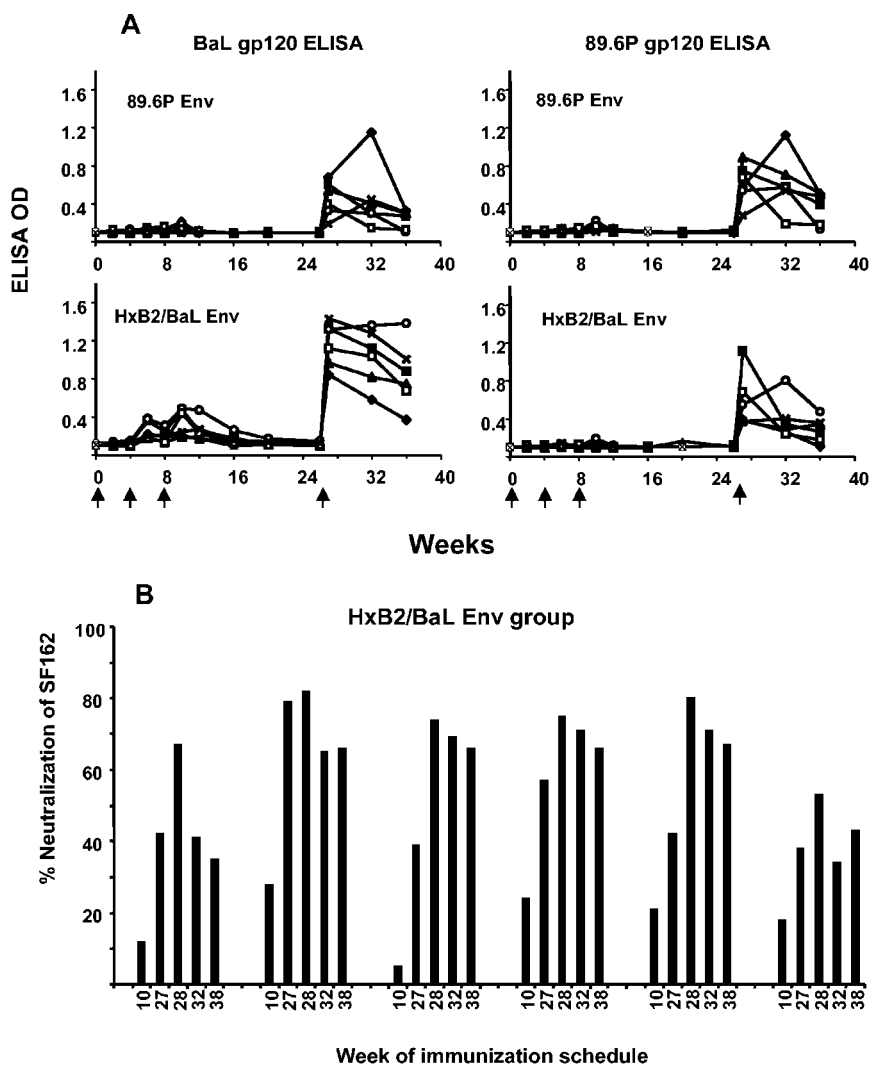 A
BaL gp120 ELISA
89.6P gp120 ELISA
ELISA OD
89.6P Env
1.6
1.2
0.8
0.4
0 8 16 24 32 40
89.6P Env
1.6
1.2
0.8
0.4
0 8 16 24 32 40
HxB2/BaL Env
1.6
1.2
0.8
0.4
0 8 16 24 32 40
HxB2/BaL Env
1.6
1.2
0.8
0.4
0 8 16 24 32 40
Weeks
B
HxB2/BaL Env group
% Neutralization of SF162
100
80
60
40
20
10 27 28 32 38 10 27 28 32 38 10 27 28 32 38 10 27 28 32 38 10 27 28 32 38 10 27 28 32 38
Week of immunization schedule